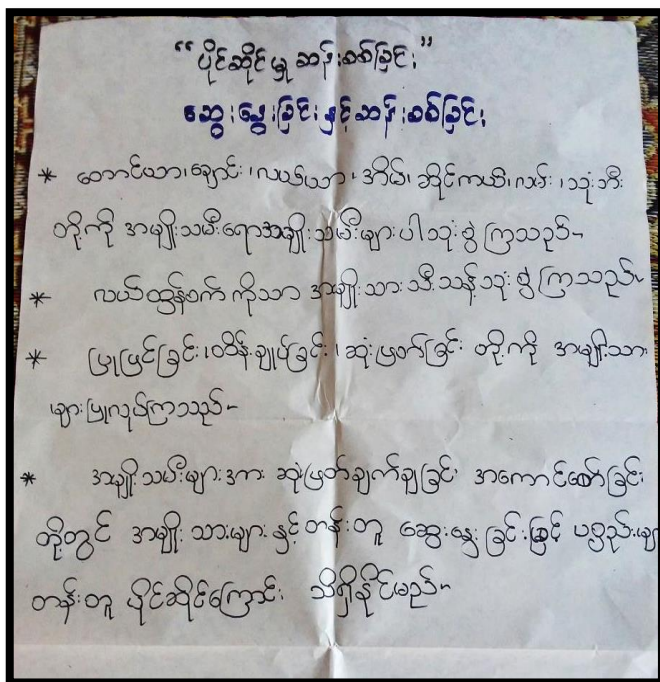 “ပိုင်ဆိုင်မှု ဆန်းစစ်ခြင်း”
ဆွေးနွေးခြင်းနှင့်ဆန်းစစ်ခြင်း
* တောင်ယာ၊ချောင်း၊လယ်ယာ၊အိမ်၊ဆိုင်ကယ်၊လမ်း၊သုံးဘီး
တို့ကို အမျိုးသမီးရောအမျိုးသမီးများပါသုံးစွဲကြသည်။
* လယ်ထွန်စက်ကိုသာ အမျိုးသားသီးသန့်သုံးစွဲကြသည်။
* ပြုပြင်ခြင်း၊ထိန်းချုပ်ခြင်း၊ဆုံးဖြတ်ခြင်း တို့ကို အမျိုးသား
များပြုလုပ်ကြသည်။
* အမျိုးသမီးများအား ဆုံးဖြတ်ချက်ချခြင်း အကောင်ထော်ခြင်း
တို့တွင် အမျိုးသားများနှင့်တန်းတူ ဆွေးနွေးခြင်းဖြင့် ပစ္စည်းမျ
တန်းတူ ပိုင်ဆိုင်ကြောင်း သိရှိနိုင်မည်။